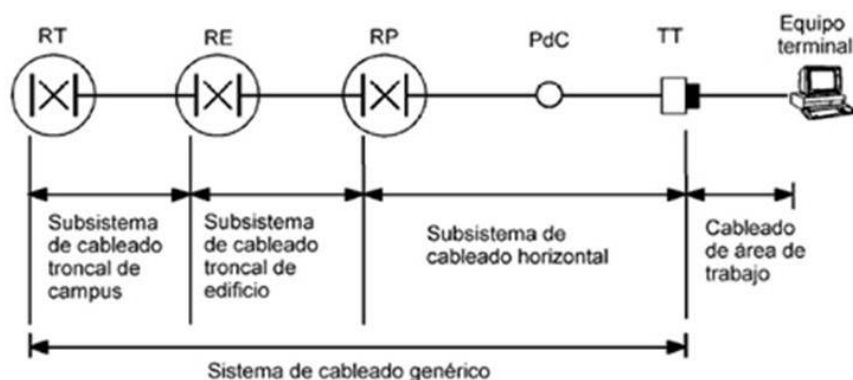 RT
RE
RP
PdC
TT
Equipo
terminal
Subsistema
de cableado
troncal de
campus
Subsistema
de cableado
troncal de
edificio
Subsistema de
cableado horizontal
Cableado
de área de
trabajo
Sistema de cableado genérico